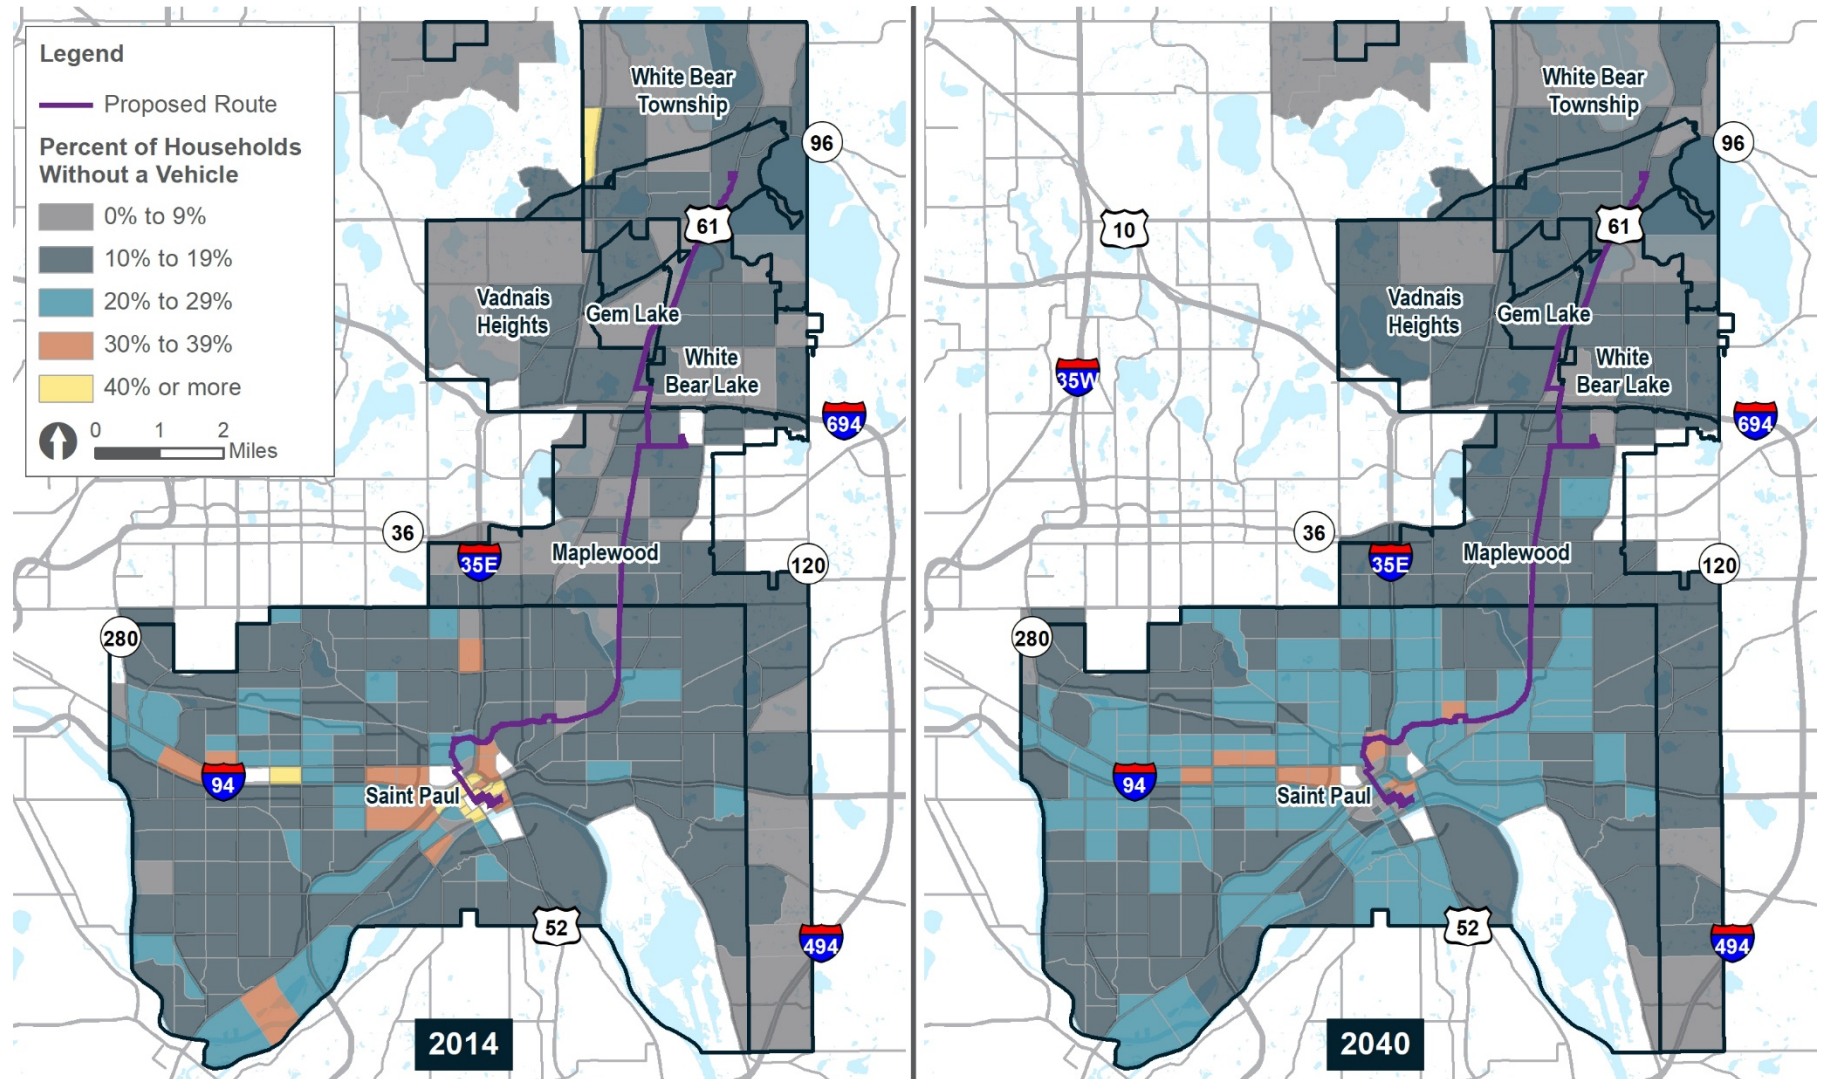 Legend
Proposed Route
Percent of Households
Without a Vehicle
0% to 9%
10% to 19%
20% to 29%
30% to 39%
40% or more
0 1 2
Miles
White Bear
Township
96
61
Vadnais
Heights
Gem Lake
White
Bear Lake
694
36
35E
Maplewood
120
280
94
Saint Paul
52
494
2014
White Bear
Township
96
10
61
Vadnais
Heights
Gem Lake
35W
White
Bear Lake
694
36
35E
Maplewood
120
280
94
Saint Paul
52
494
2040